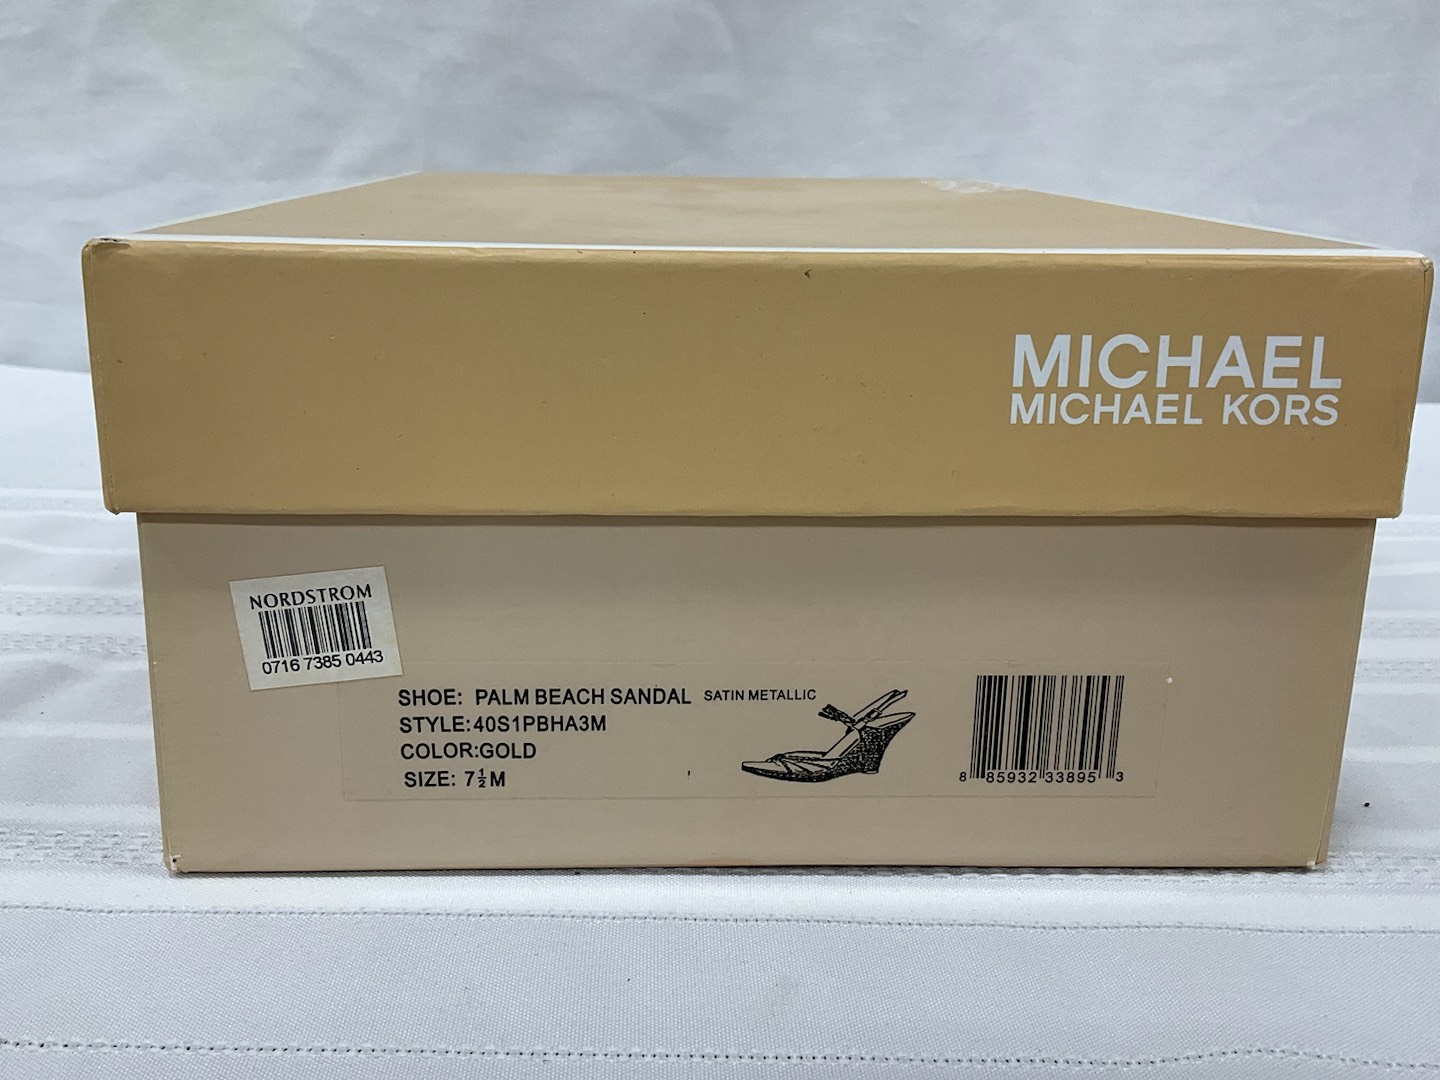 MICHAEL
MICHAEL KORS
NORDSTROM
0716 7385 0443
SHOE: PALM BEACH SANDAL SATIN METALLIC
STYLE:40S1PBHA3M
COLOR:GOLD
SIZE: 7½M
8 85932 33895 3